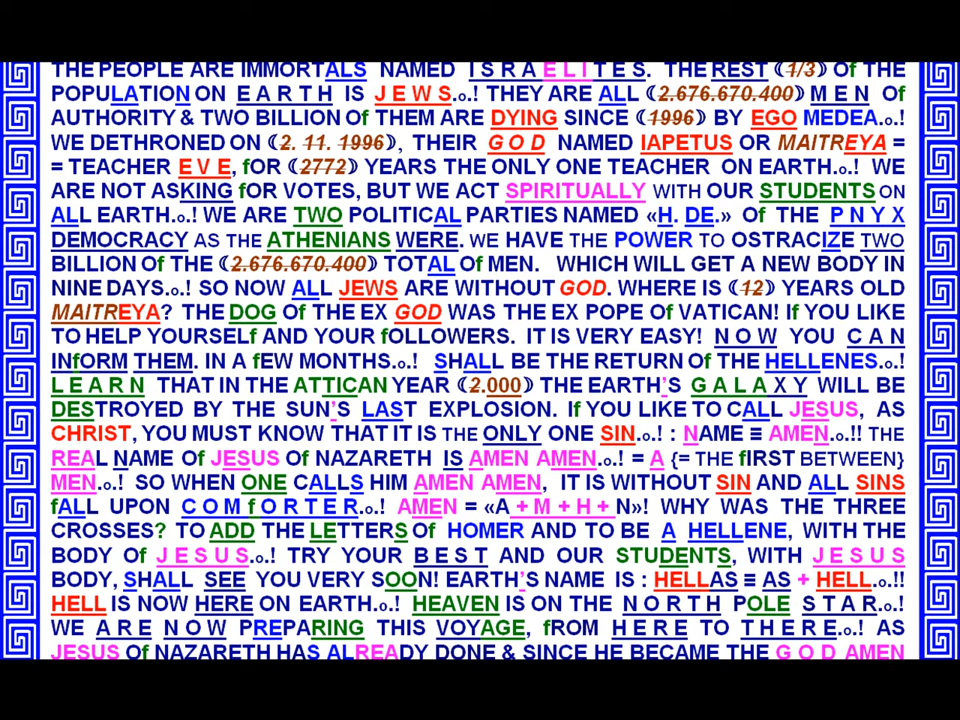 THE PEOPLE ARE IMMORTALS NAMED I S R A E L I T E S. THE REST (1/3) Of THE
POPULATION ON E A R T H IS J E W S.o.! THEY ARE ALL (2.676.670.400) M E N Of
AUTHORITY & TWO BILLION Of THEM ARE DYING SINCE (1996) BY EGO MEDEA.o.!
WE DETHRONED ON (2. 11. 1996), THEIR G O D NAMED IAPETUS OR MAITREYA =
= TEACHER E V E, fOR (2772) YEARS THE ONLY ONE TEACHER ON EARTH.o.! WE
ARE NOT ASKING fOR VOTES, BUT WE ACT SPIRITUALLY WITH OUR STUDENTS ON
ALL EARTH.o.! WE ARE TWO POLITICAL PARTIES NAMED «H. DE.» Of THE P N Y X
DEMOCRACY AS THE ATHENIANS WERE. WE HAVE THE POWER TO OSTRACIZE TWO
BILLION Of THE (2.676.670.400) TOTAL Of MEN. WHICH WILL GET A NEW BODY IN
NINE DAYS.o.! SO NOW ALL JEWS ARE WITHOUT GOD. WHERE IS (12) YEARS OLD
MAITREYA? THE DOG Of THE EX GOD WAS THE EX POPE Of VATICAN! If YOU LIKE
TO HELP YOURSELf AND YOUR fOLLOWERS. IT IS VERY EASY! N O W YOU C A N
INfORM THEM. IN A fEW MONTHS.o.! SHALL BE THE RETURN Of THE HELLENES.o.!
L E A R N THAT IN THE ATTICAN YEAR (2.000) THE EARTH'S G A L A X Y WILL BE
DESTROYED BY THE SUN'S LAST EXPLOSION. If YOU LIKE TO CALL JESUS, AS
CHRIST, YOU MUST KNOW THAT IT IS THE ONLY ONE SIN.o.! : NAME ≡ AMEN.o.!! THE
REAL NAME Of JESUS Of NAZARETH IS AMEN AMEN.o.! = A {= THE fIRST BETWEEN}
MEN.o.! SO WHEN ONE CALLS HIM AMEN AMEN, IT IS WITHOUT SIN AND ALL SINS
fALL UPON C O M f O R T E R.o.! AMEN = «A + M + H + N»! WHY WAS THE THREE
CROSSES? TO ADD THE LETTERS Of HOMER AND TO BE A HELLENE, WITH THE
BODY Of J E S U S.o.! TRY YOUR B E S T AND OUR STUDENTS, WITH J E S U S
BODY, SHALL SEE YOU VERY SOON! EARTH'S NAME IS : HELLAS ≡ AS + HELL.o.!!
HELL IS NOW HERE ON EARTH.o.! HEAVEN IS ON THE N O R T H POLE S T A R.o.!
WE A R E N O W PREPARING THIS VOYAGE, fROM H E R E TO T H E R E.o.! AS
JESUS Of NAZARETH HAS ALREADY DONE & SINCE HE BECAME THE G O D AMEN